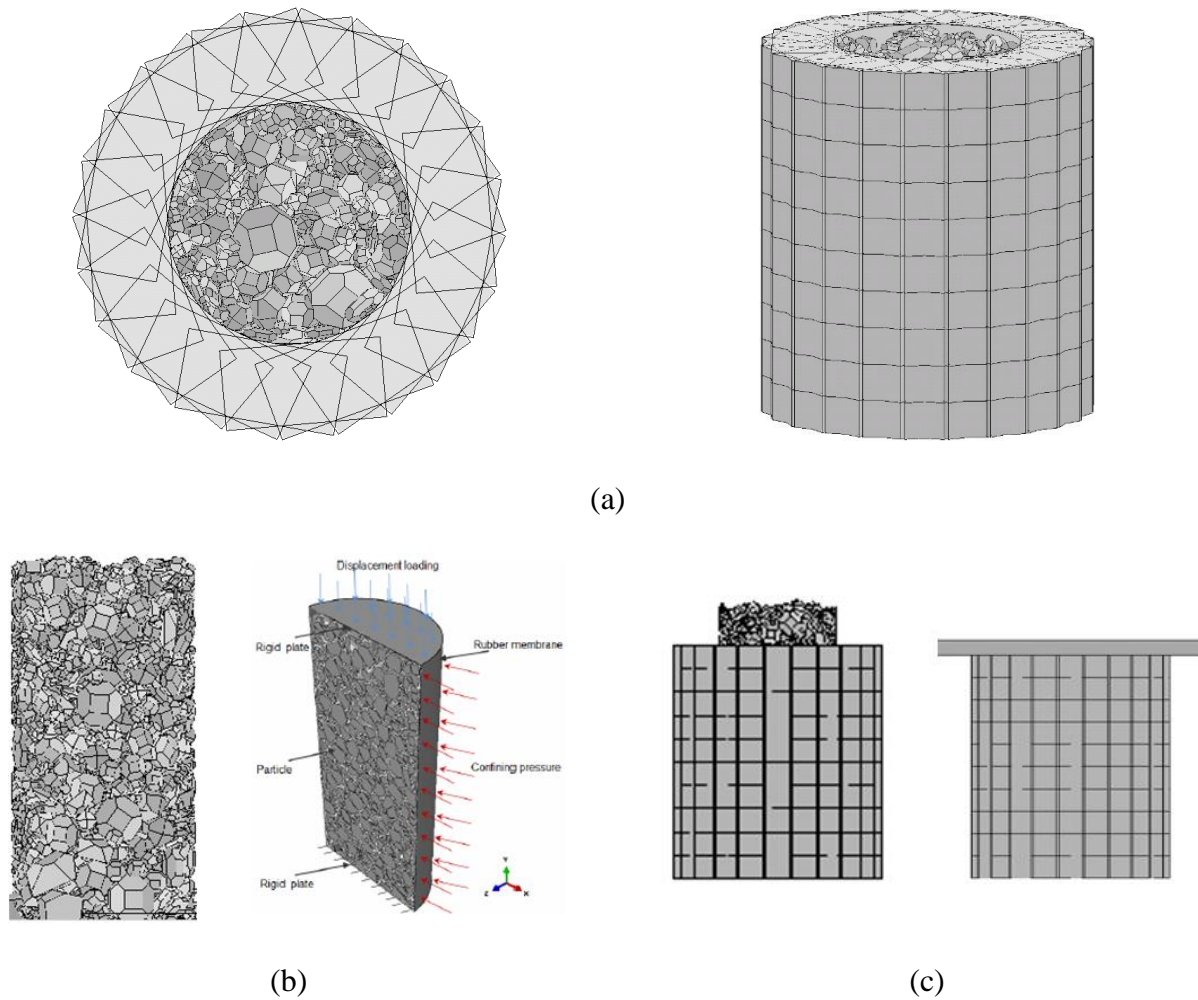 (a)
Displacement loading
Rigid plate
Rubber membrane
Particle
Confining pressure
Rigid plate
Y
Z
X
(b)
(c)